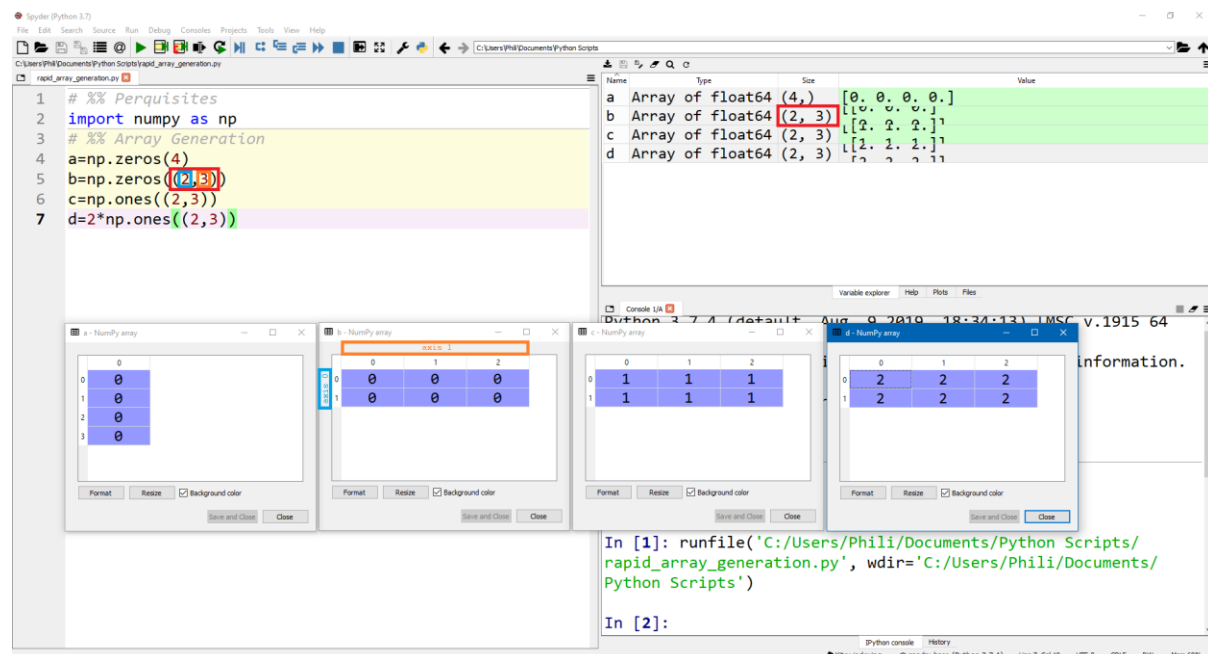 Spyder (Python 3.7)
File Edit Search Source Run Debug Consoles Projects Tools View Help
C:\Users\Phili\Documents\Python Scripts
C:\Users\Phili\Documents\Python Scripts\rapid_array_generation.py
rapid_array_generation.py
1 # %% Perquisites
2 import numpy as np
3 # %% Array Generation
4 a=np.zeros(4)
5 b=np.zeros((2,3))
6 c=np.ones((2,3))
7 d=2*np.ones((2,3))
Name Type Size Value
a Array of float64 (4,) [0. 0. 0. 0.]
b Array of float64 (2, 3)
c Array of float64 (2, 3)
d Array of float64 (2, 3)
Variable explorer Help Plots Files
Console 1/A
Python 3.7.4 (default, Aug 9 2019, 18:34:13) [MSC v.1915 64
information.
a - NumPy array
0
0 0
1 0
2 0
3 0
Format Resize Background color
Save and Close Close
b - NumPy array
axis 1
axis 0
0 1 2
0 0 0 0
1 0 0 0
Format Resize Background color
Save and Close Close
c - NumPy array
0 1 2
0 1 1 1
1 1 1 1
Format Resize Background color
Save and Close Close
d - NumPy array
0 1 2
0 2 2 2
1 2 2 2
Format Resize Background color
Save and Close Close
In [1]: runfile('C:/Users/Phili/Documents/Python Scripts/
rapid_array_generation.py', wdir='C:/Users/Phili/Documents/
Python Scripts')
In [2]:
IPython console History